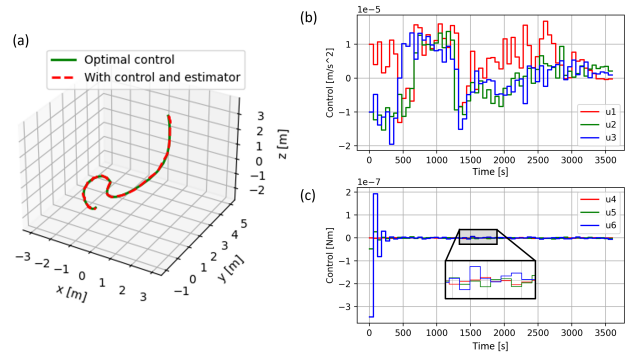 (a)
Optimal control
With control and estimator
3
2
1
0
−1
−2
z [m]
−3
−2
−1
0
1
2
3
x [m]
−1
0
1
2
3
4
5
y [m]
(b)
1e−5
1
0
−1
−2
Control [m/s^2]
u1
u2
u3
0 500 1000 1500 2000 2500 3000 3500
Time [s]
(c)
1e−7
2
1
0
−1
−2
−3
Control [Nm]
u4
u5
u6
0 500 1000 1500 2000 2500 3000 3500
Time [s]